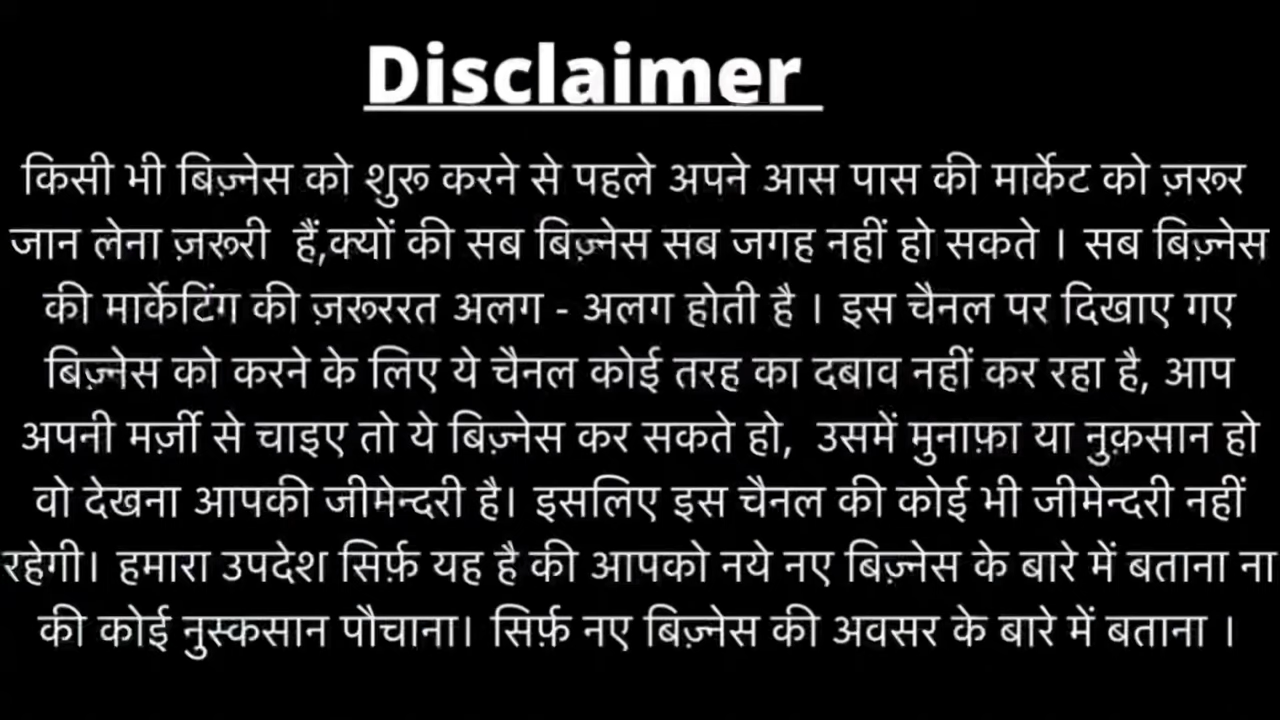 Disclaimer
किसी भी बिज़्नेस को शुरू करने से पहले अपने आस पास की मार्केट को ज़रूर
जान लेना ज़रूरी हैं,क्यों की सब बिज़्नेस सब जगह नहीं हो सकते । सब बिज़्नेस
की मार्केटिंग की ज़रूररत अलग - अलग होती है । इस चैनल पर दिखाए गए
बिज़्नेस को करने के लिए ये चैनल कोई तरह का दबाव नहीं कर रहा है, आप
अपनी मर्ज़ी से चाइए तो ये बिज़्नेस कर सकते हो, उसमें मुनाफ़ा या नुक़सान हो
वो देखना आपकी जीमेन्दरी है। इसलिए इस चैनल की कोई भी जीमेन्दरी नहीं
रहेगी। हमारा उपदेश सिर्फ़ यह है की आपको नये नए बिज़्नेस के बारे में बताना ना
की कोई नुस्कसान पौचाना। सिर्फ़ नए बिज़्नेस की अवसर के बारे में बताना ।